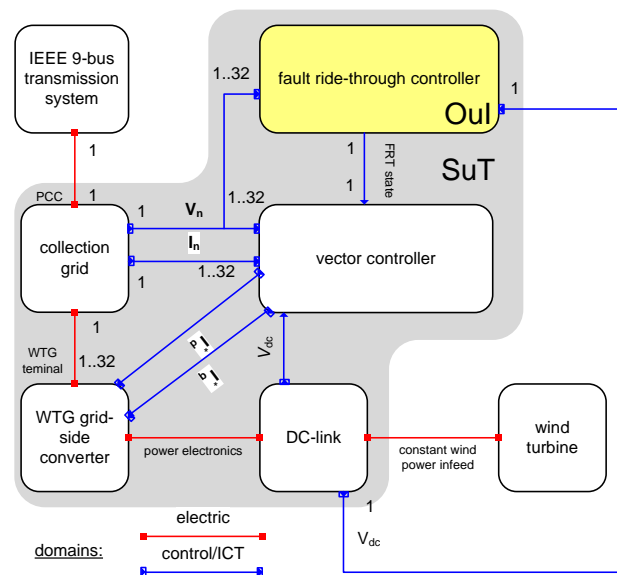 IEEE 9-bus
transmission
system
fault ride-through controller
OuI
SuT
1..32
1
1
1
FRT state
1
1
PCC
1
1..32
Vn
In
1
1..32
collection
grid
vector controller
1
WTG
teminal
1..32
i*d
i*q
Vdc
WTG grid-
side
converter
power electronics
DC-link
constant wind
power infeed
wind
turbine
1
Vdc
electric
domains:
control/ICT